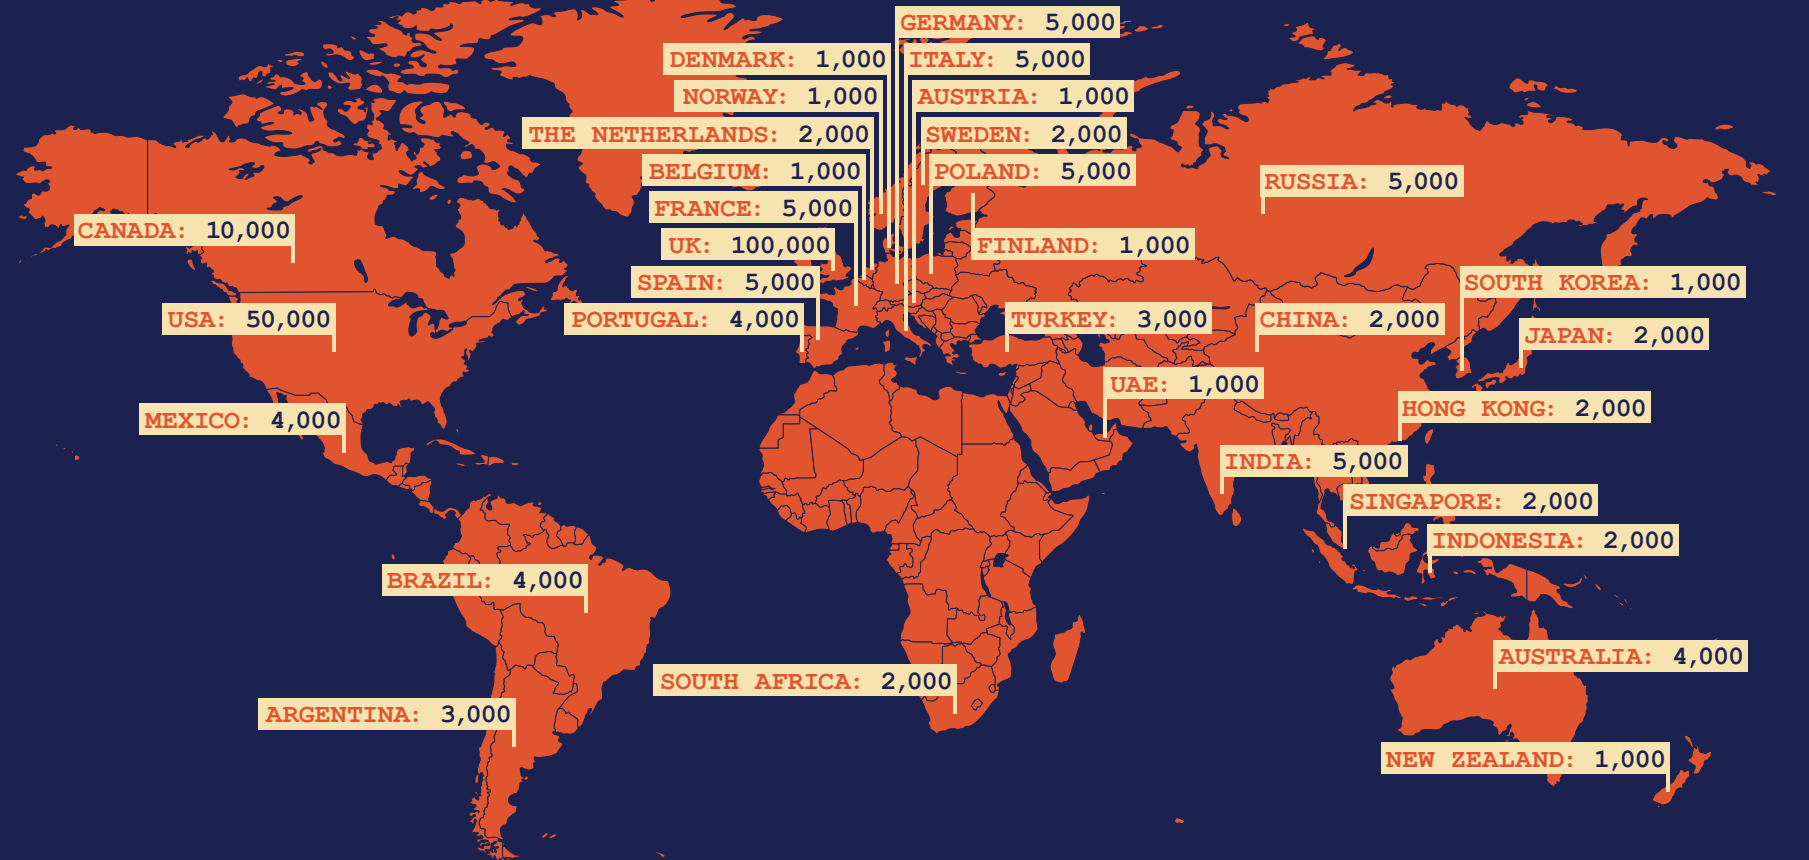 GERMANY: 5,000
DENMARK: 1,000
ITALY: 5,000
NORWAY: 1,000
AUSTRIA: 1,000
THE NETHERLANDS: 2,000
SWEDEN: 2,000
BELGIUM: 1,000
POLAND: 5,000
RUSSIA: 5,000
FRANCE: 5,000
CANADA: 10,000
UK: 100,000
FINLAND: 1,000
SPAIN: 5,000
SOUTH KOREA: 1,000
USA: 50,000
PORTUGAL: 4,000
TURKEY: 3,000
CHINA: 2,000
JAPAN: 2,000
UAE: 1,000
MEXICO: 4,000
HONG KONG: 2,000
INDIA: 5,000
SINGAPORE: 2,000
INDONESIA: 2,000
BRAZIL: 4,000
AUSTRALIA: 4,000
SOUTH AFRICA: 2,000
ARGENTINA: 3,000
NEW ZEALAND: 1,000